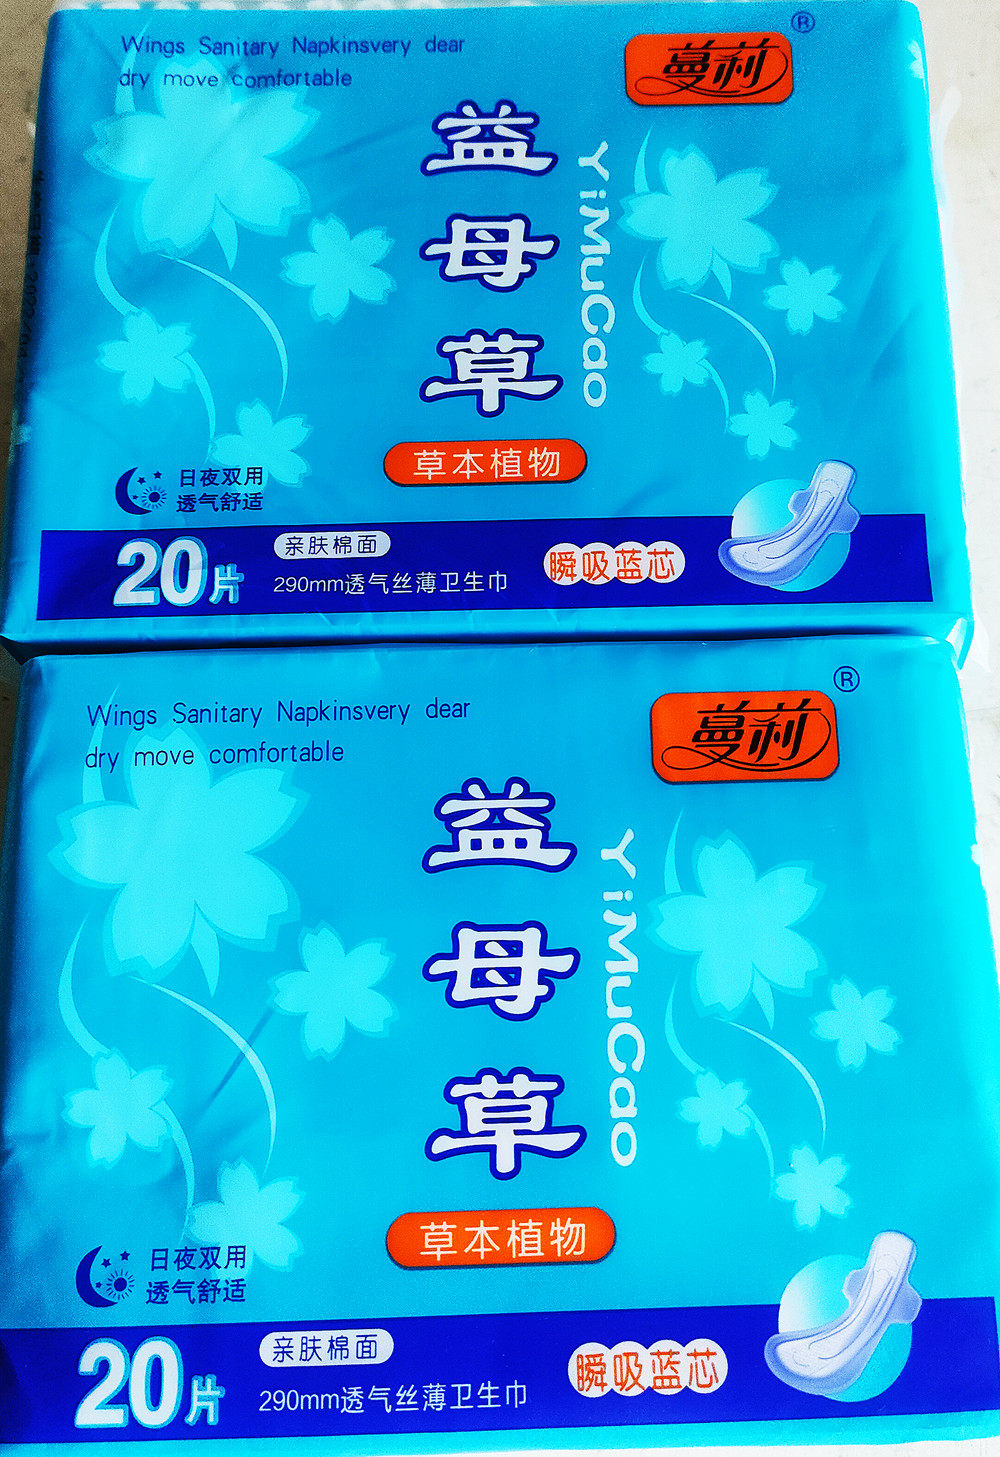 Wings Sanitary Napkinsvery dear
dry move comfortable
蔓莉
®
益母草
YiMuCao
草本植物
日夜双用
透气舒适
20片
亲肤棉面
290mm透气丝薄卫生巾
瞬吸蓝芯
Wings Sanitary Napkinsvery dear
dry move comfortable
蔓莉
®
益母草
YiMuCao
草本植物
日夜双用
透气舒适
20片
亲肤棉面
290mm透气丝薄卫生巾
瞬吸蓝芯